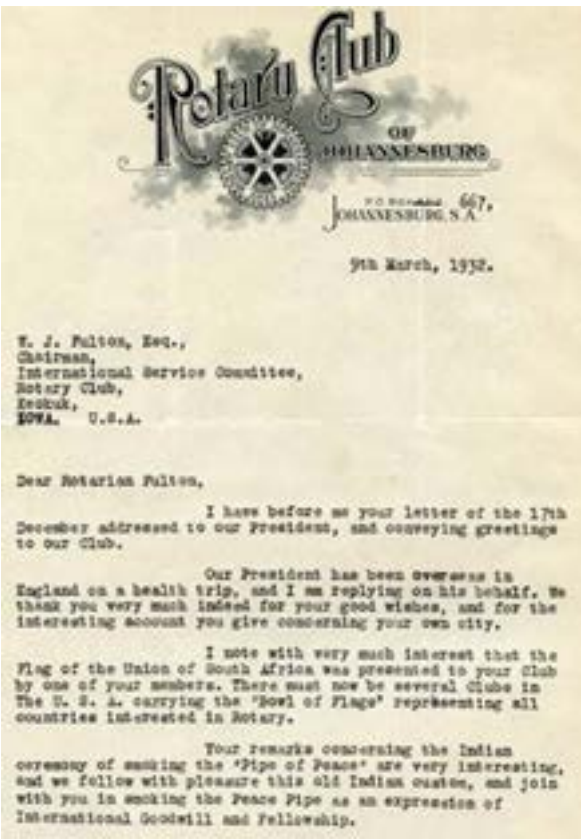 Rotary Club
OF
JOHANNESBURG
P.O. Box 667,
JOHANNESBURG, S.A.
9th March, 1932.
W. J. Fulton, Esq.,
Chairman,
International Service Committee,
Rotary Club,
Keokuk,
IOWA. U.S.A.
Dear Rotarian Fulton,
I have before me your letter of the 17th
December addressed to our President, and conveying greetings
to our Club.
Our President has been overseas in
England on a health trip, and I am replying on his behalf. We
thank you very much indeed for your good wishes, and for the
interesting account you give concerning your own city.
I note with very much interest that the
Flag of the Union of South Africa was presented to your Club
by one of your members. There must now be several Clubs in
The U. S. A. carrying the "Bowl of Flags" representing all
countries interested in Rotary.
Your remarks concerning the Indian
ceremony of smoking the "Pipe of Peace" are very interesting,
and we follow with pleasure this old Indian custom, and join
with you in smoking the Peace Pipe as an expression of
International Goodwill and Fellowship.